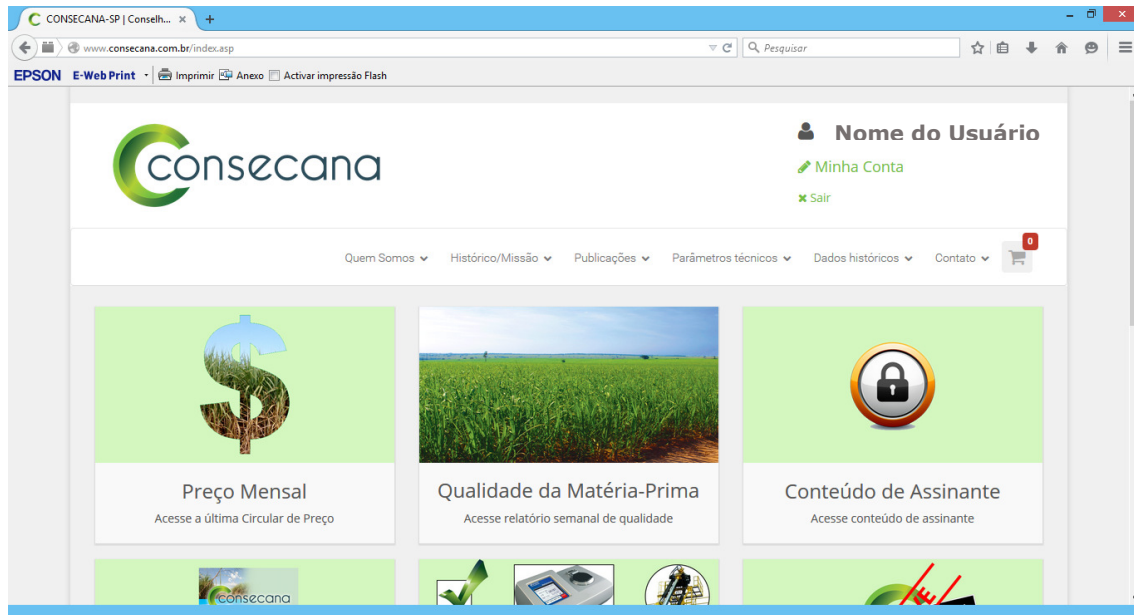 CONSECANA-SP | Conselh...
www.consecana.com.br/index.asp
Pesquisar
EPSON E-Web Print Imprimir Anexo Activar impressão Flash
consecana
Nome do Usuário
Minha Conta
Sair
0
Quem Somos Histórico/Missão Publicações Parâmetros técnicos Dados históricos Contato
$
Preço Mensal
Acesse a última Circular de Preço
Qualidade da Matéria-Prima
Acesse relatório semanal de qualidade
Conteúdo de Assinante
Acesse conteúdo de assinante
consecana